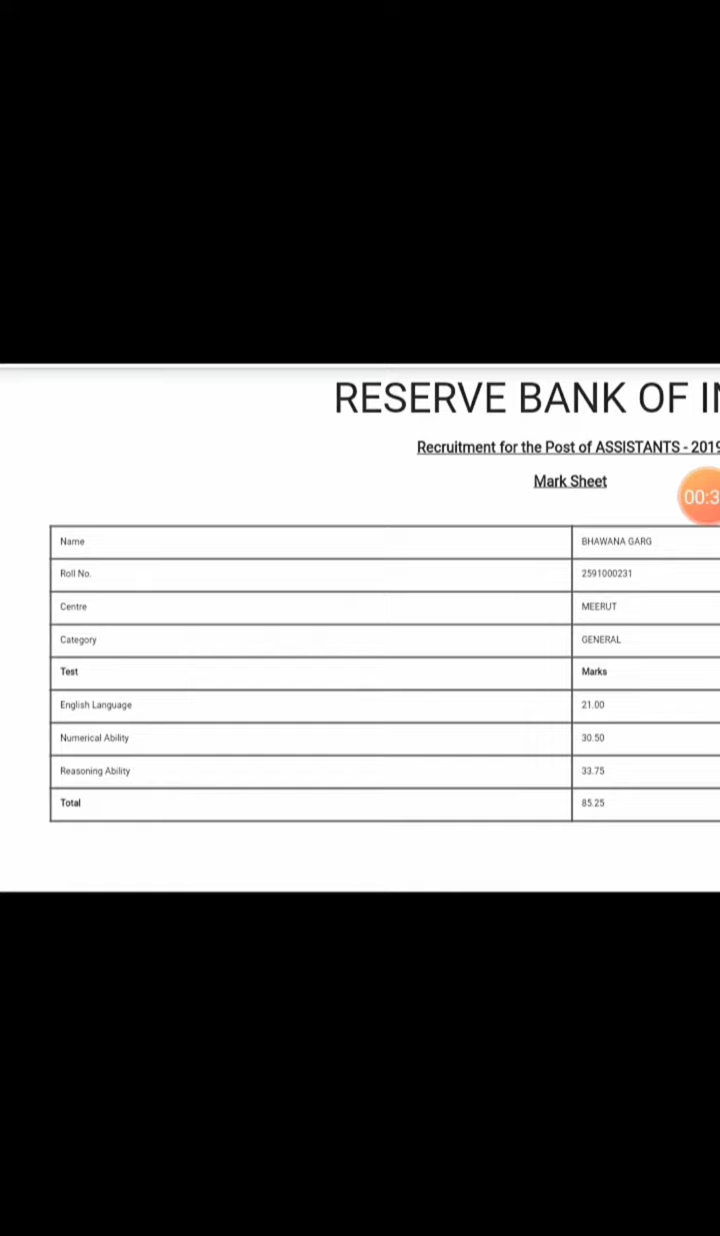 RESERVE BANK OF IN
Recruitment for the Post of ASSISTANTS - 2019
Mark Sheet
00:3
Name BHAWANA GARG
Roll No. 2591000231
Centre MEERUT
Category GENERAL
Test Marks
English Language 21.00
Numerical Ability 30.50
Reasoning Ability 33.75
Total 85.25